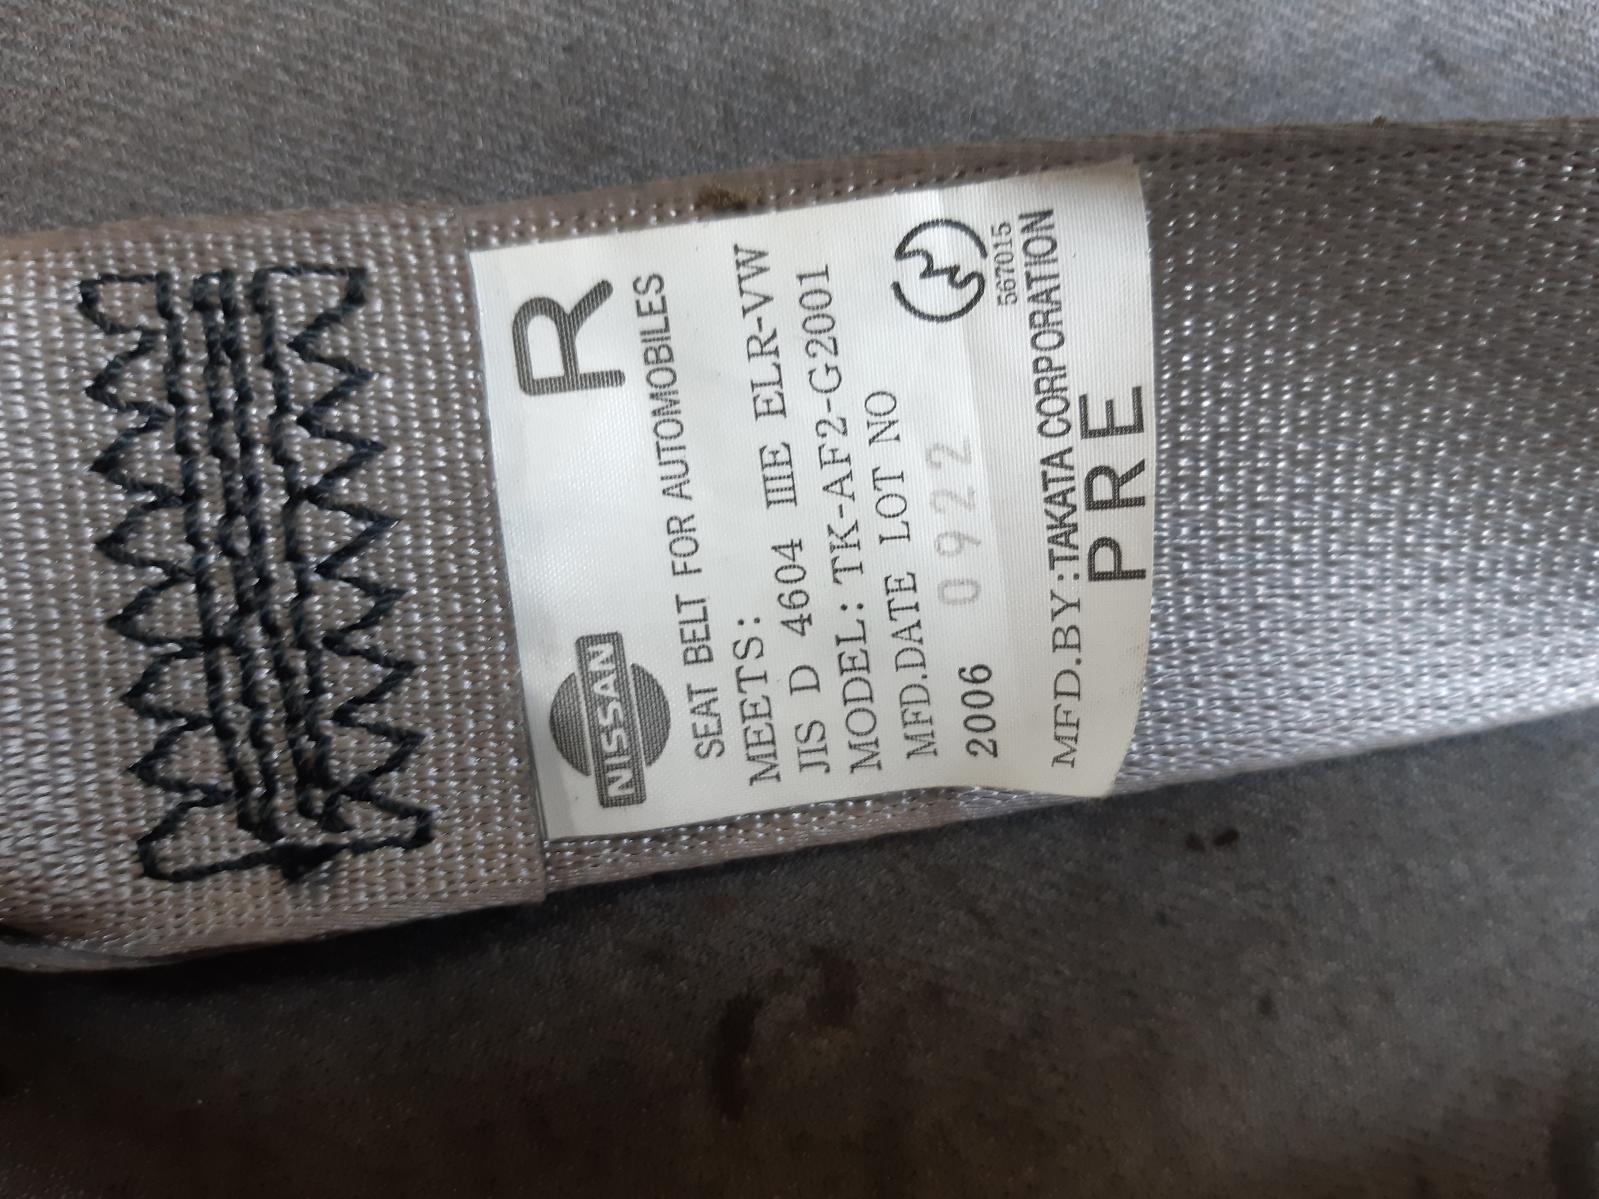 NISSAN R
SEAT BELT FOR AUTOMOBILES
MEETS:
JIS D 4604 IIIE ELR-VW
MODEL: TK-AF2-G2001
MFD.DATE LOT NO
2006 0922
567015
MFD.BY:TAKATA CORPORATION
PRE